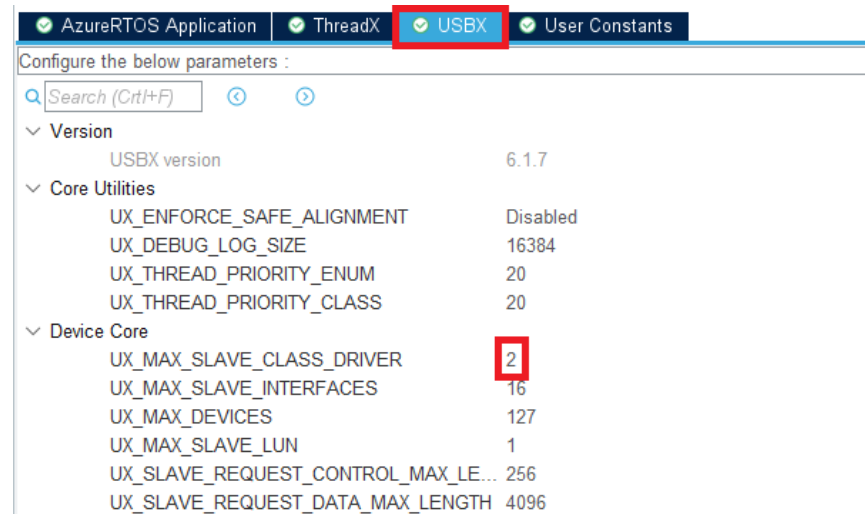 AzureRTOS Application ThreadX USBX User Constants
Configure the below parameters :
Search (Crtl+F)
Version
USBX version 6.1.7
Core Utilities
UX_ENFORCE_SAFE_ALIGNMENT Disabled
UX_DEBUG_LOG_SIZE 16384
UX_THREAD_PRIORITY_ENUM 20
UX_THREAD_PRIORITY_CLASS 20
Device Core
UX_MAX_SLAVE_CLASS_DRIVER 2
UX_MAX_SLAVE_INTERFACES 16
UX_MAX_DEVICES 127
UX_MAX_SLAVE_LUN 1
UX_SLAVE_REQUEST_CONTROL_MAX_LE... 256
UX_SLAVE_REQUEST_DATA_MAX_LENGTH 4096